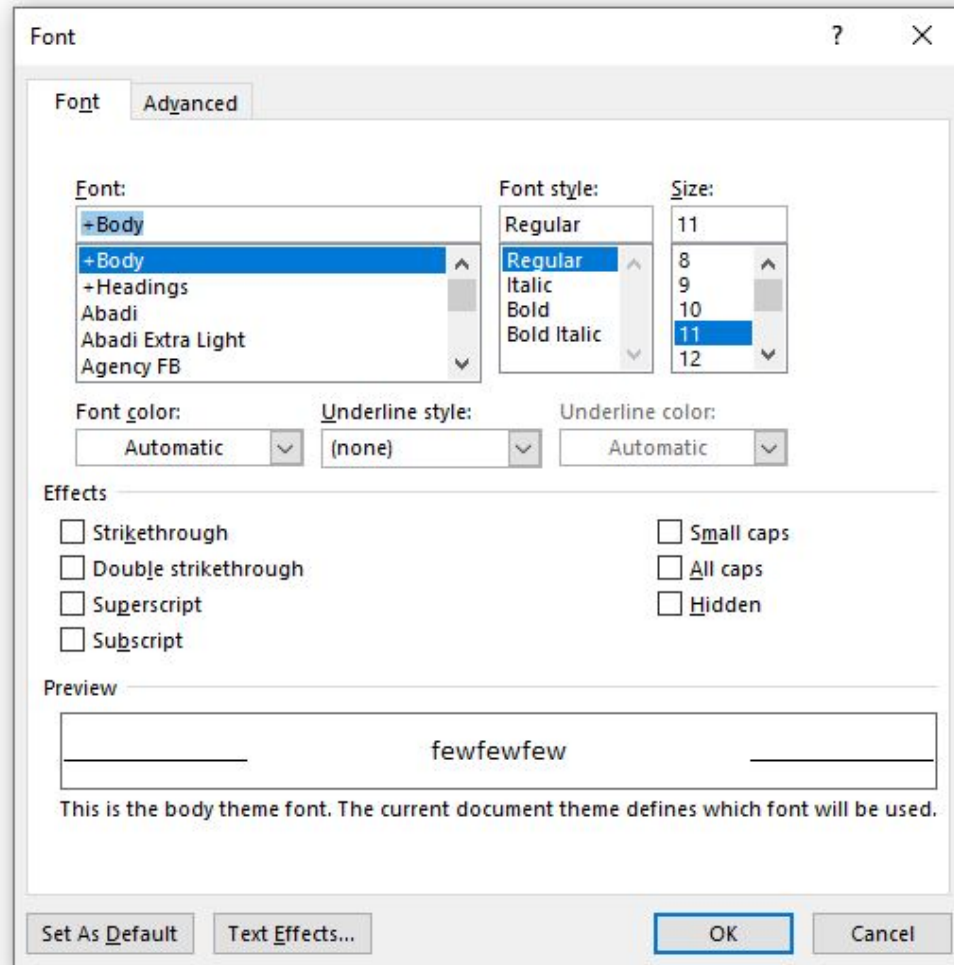 Font ?
Font Advanced
Font: Font style: Size:
+Body Regular 11
+Body Regular 8
+Headings Italic 9
Abadi Bold 10
Abadi Extra Light Bold Italic 11
Agency FB 12
Font color: Underline style: Underline color:
Automatic (none) Automatic
Effects
Strikethrough Small caps
Double strikethrough All caps
Superscript Hidden
Subscript
Preview
fewfewfew
This is the body theme font. The current document theme defines which font will be used.
Set As Default Text Effects... OK Cancel